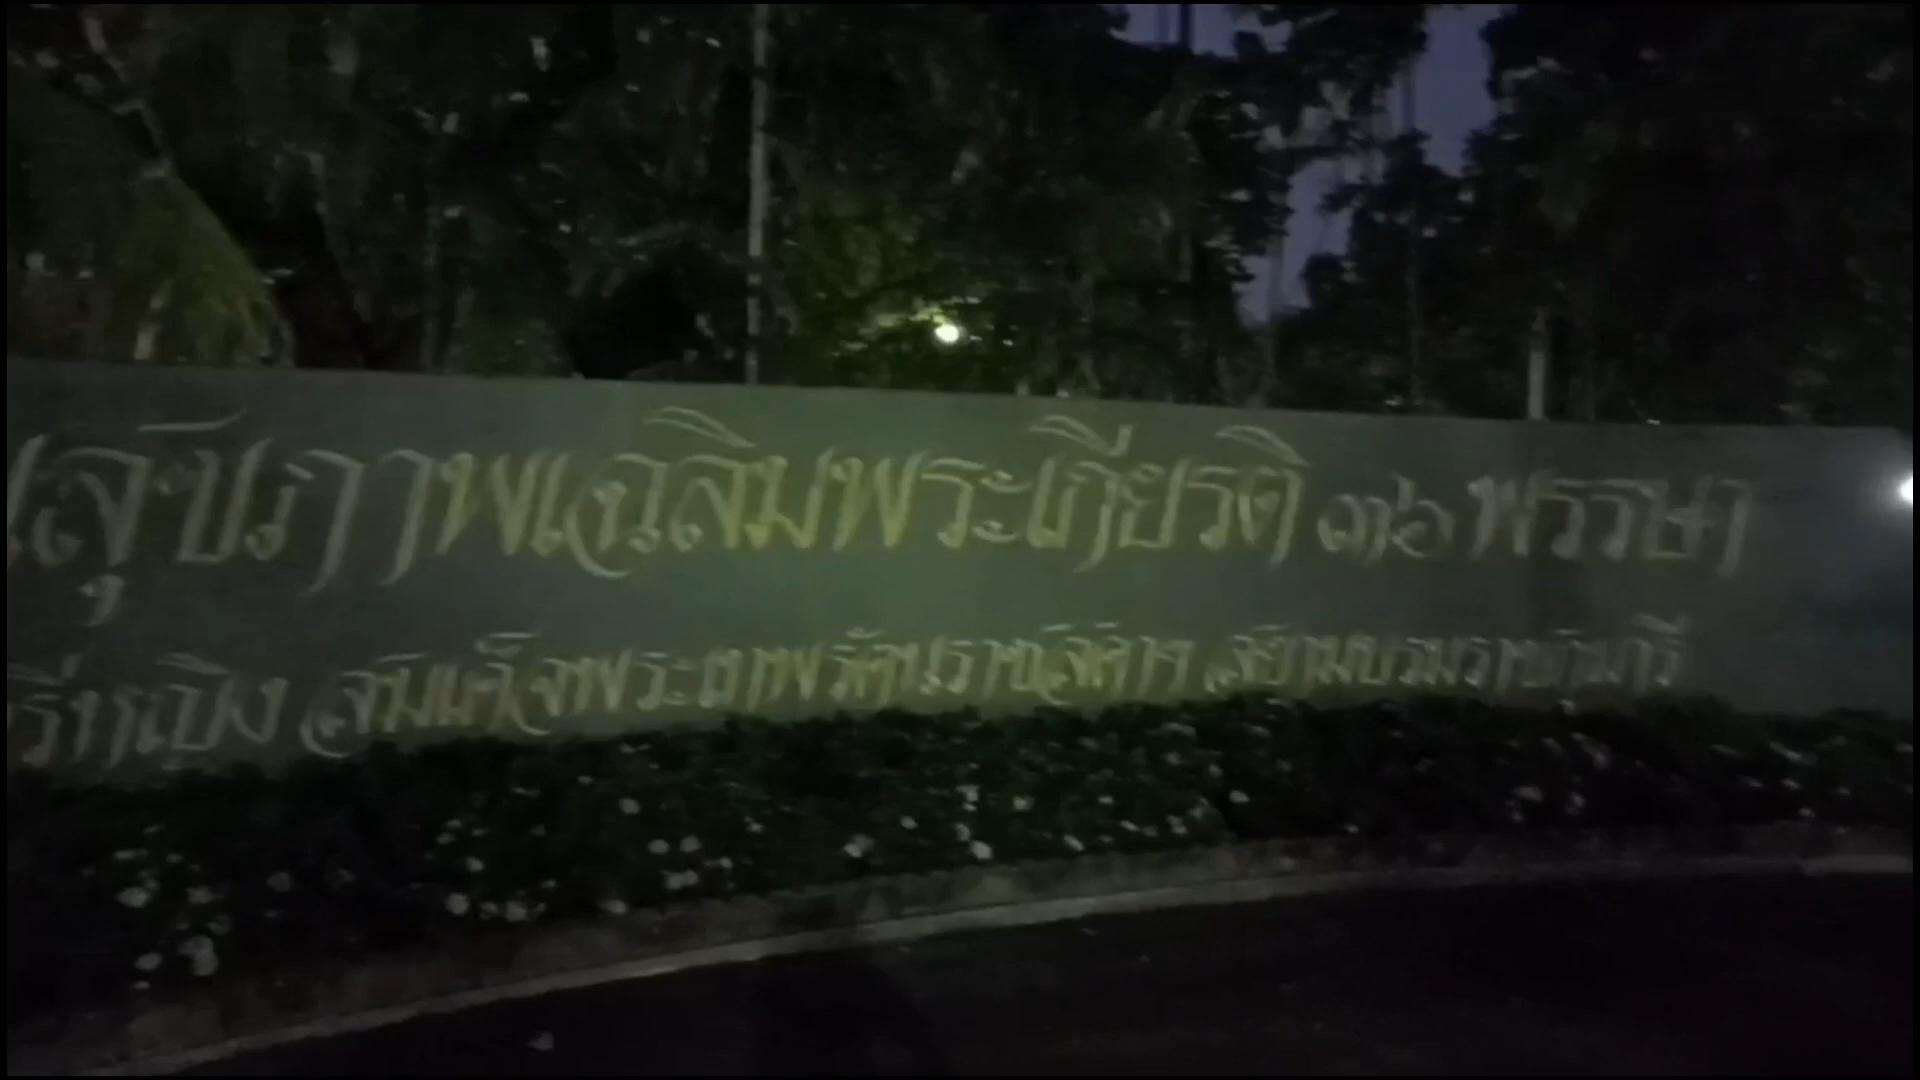 สุขภาพเฉลิมพระเกียรติ ๓๖ พรรษา
สมเด็จพระเทพรัตนราชสุดาฯ สยามบรมราชกุมารี